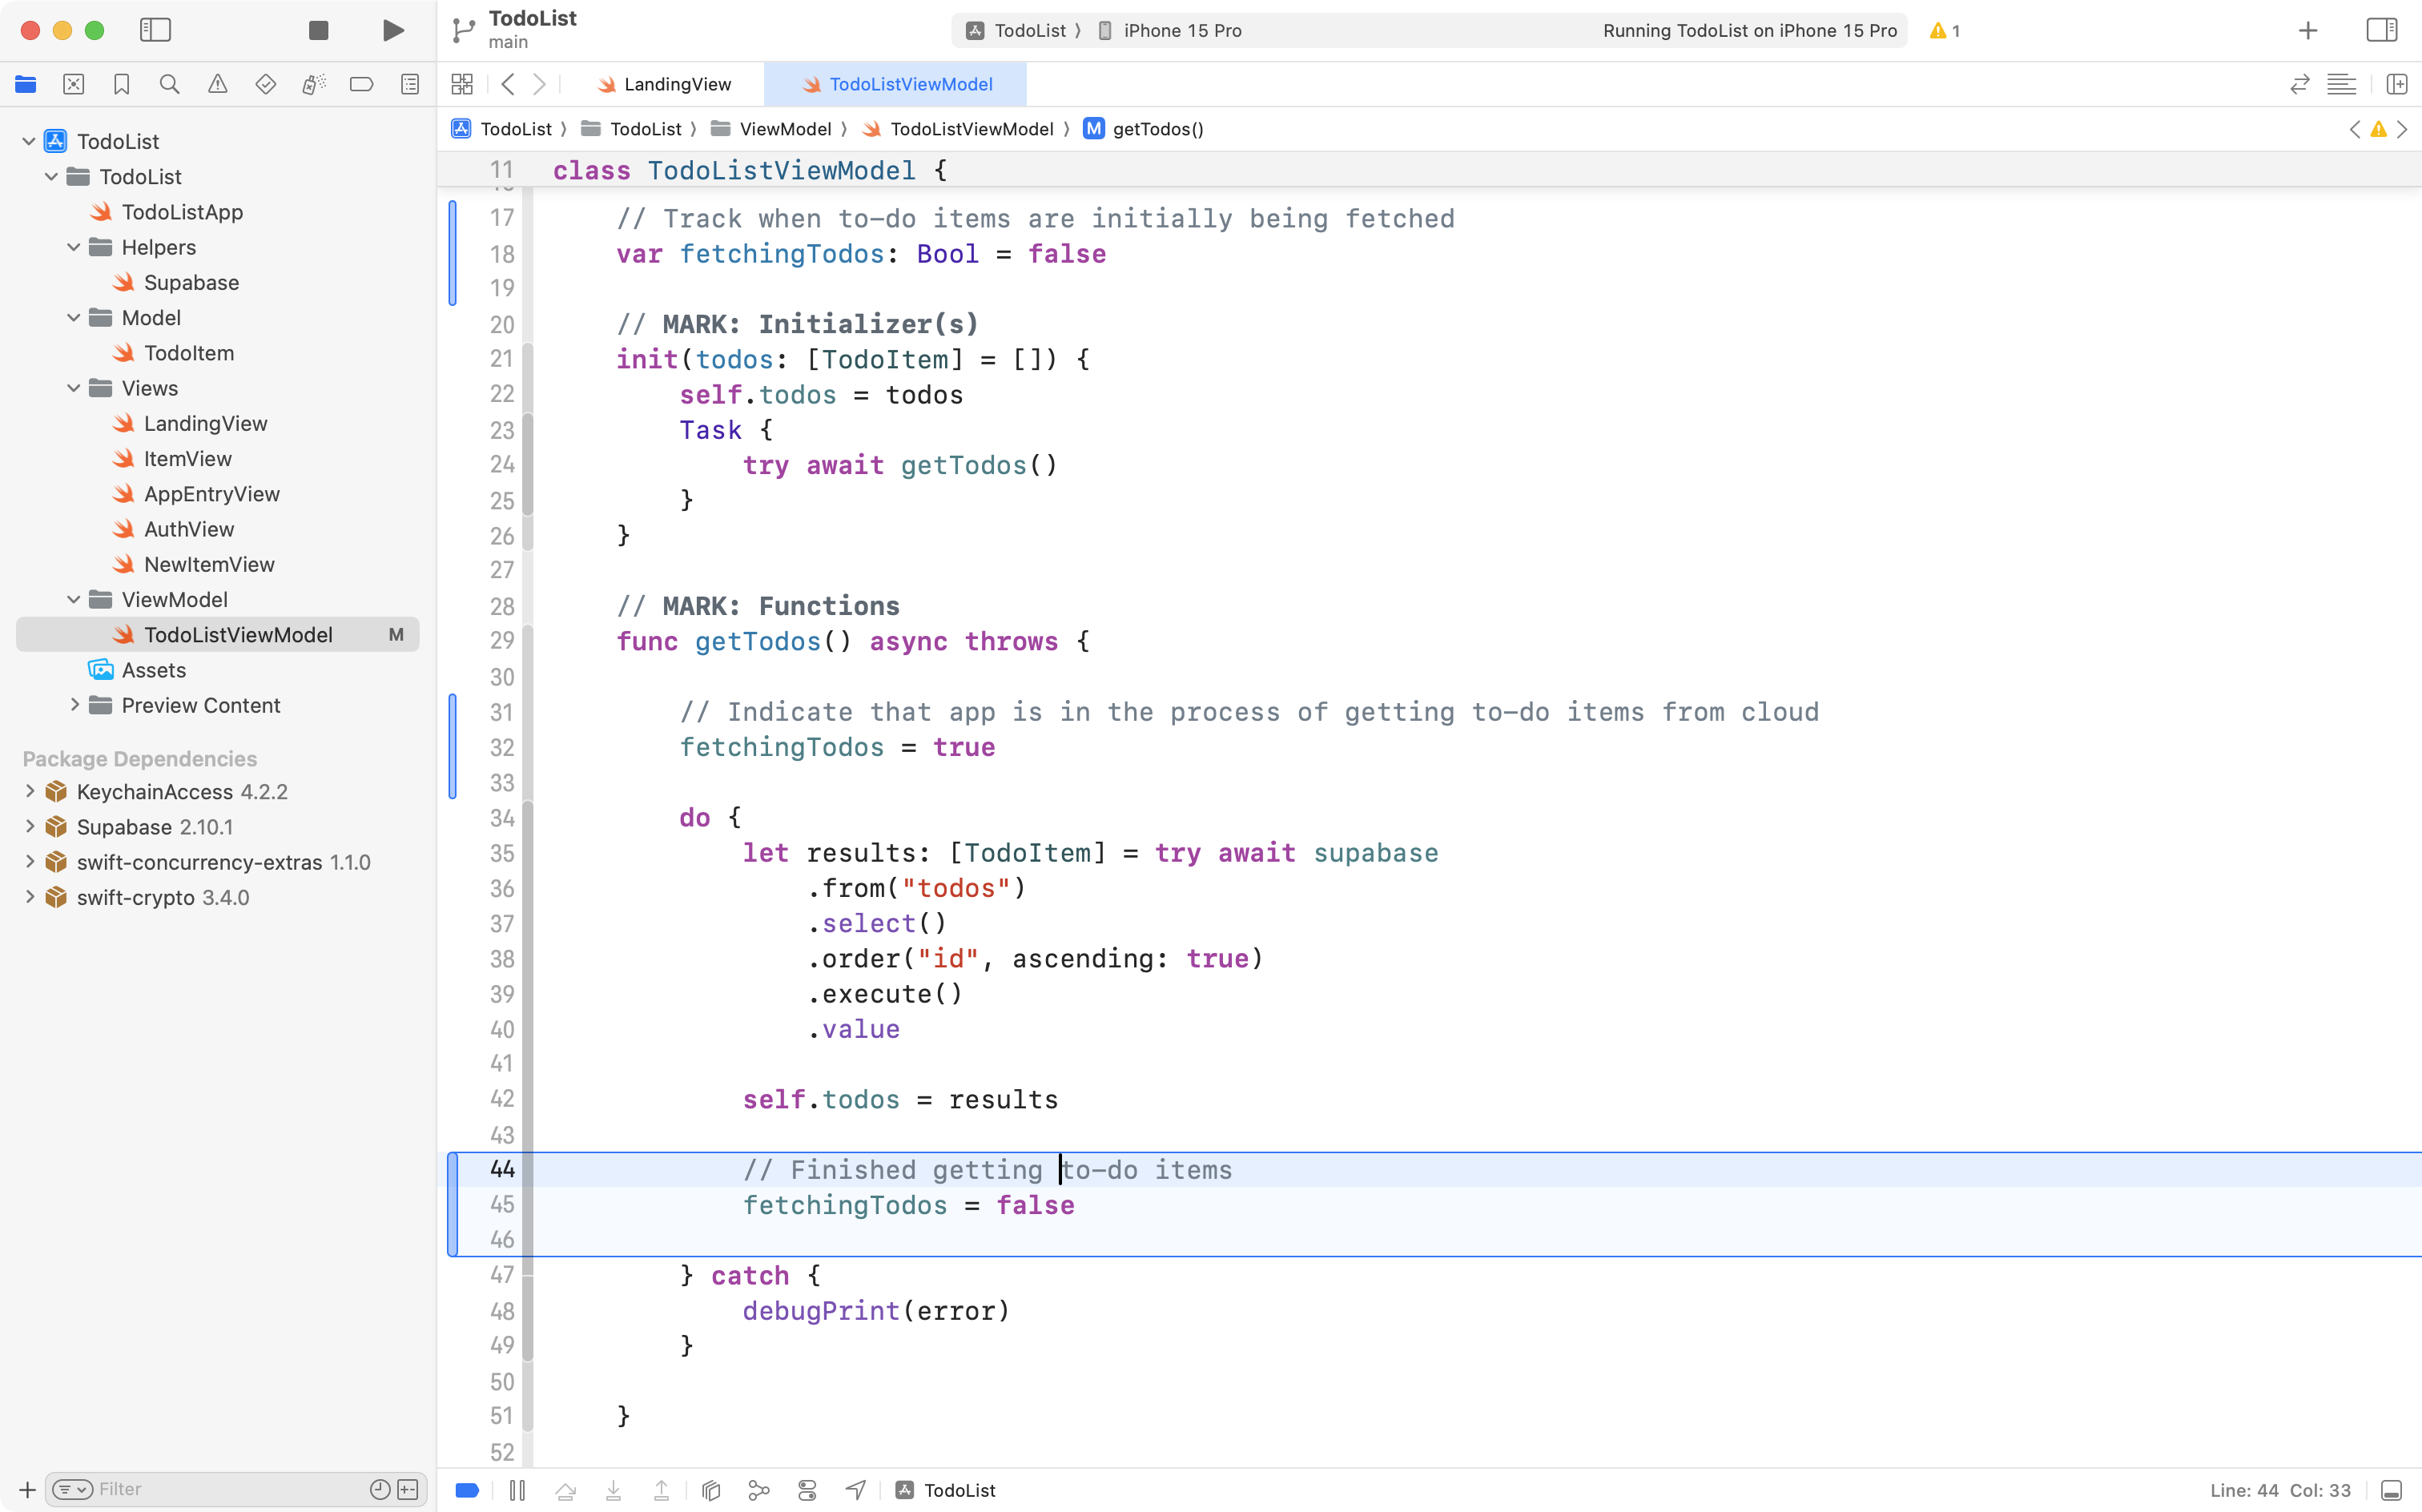 TodoList
main
TodoList 〉 iPhone 15 Pro
Running TodoList on iPhone 15 Pro
1
LandingView
TodoListViewModel
TodoList 〉 TodoList 〉 ViewModel 〉 TodoListViewModel 〉 M getTodos()
TodoList
TodoList
TodoListApp
Helpers
Supabase
Model
TodoItem
Views
LandingView
ItemView
AppEntryView
AuthView
NewItemView
ViewModel
TodoListViewModel M
Assets
Preview Content
Package Dependencies
KeychainAccess 4.2.2
Supabase 2.10.1
swift-concurrency-extras 1.1.0
swift-crypto 3.4.0
Filter
11 class TodoListViewModel {
17 // Track when to-do items are initially being fetched
18 var fetchingTodos: Bool = false
19
20 // MARK: Initializer(s)
21 init(todos: [TodoItem] = []) {
22 self.todos = todos
23 Task {
24 try await getTodos()
25 }
26 }
27
28 // MARK: Functions
29 func getTodos() async throws {
30
31 // Indicate that app is in the process of getting to-do items from cloud
32 fetchingTodos = true
33
34 do {
35 let results: [TodoItem] = try await supabase
36 .from("todos")
37 .select()
38 .order("id", ascending: true)
39 .execute()
40 .value
41
42 self.todos = results
43
44 // Finished getting to-do items
45 fetchingTodos = false
46
47 } catch {
48 debugPrint(error)
49 }
50
51 }
52
TodoList
Line: 44 Col: 33